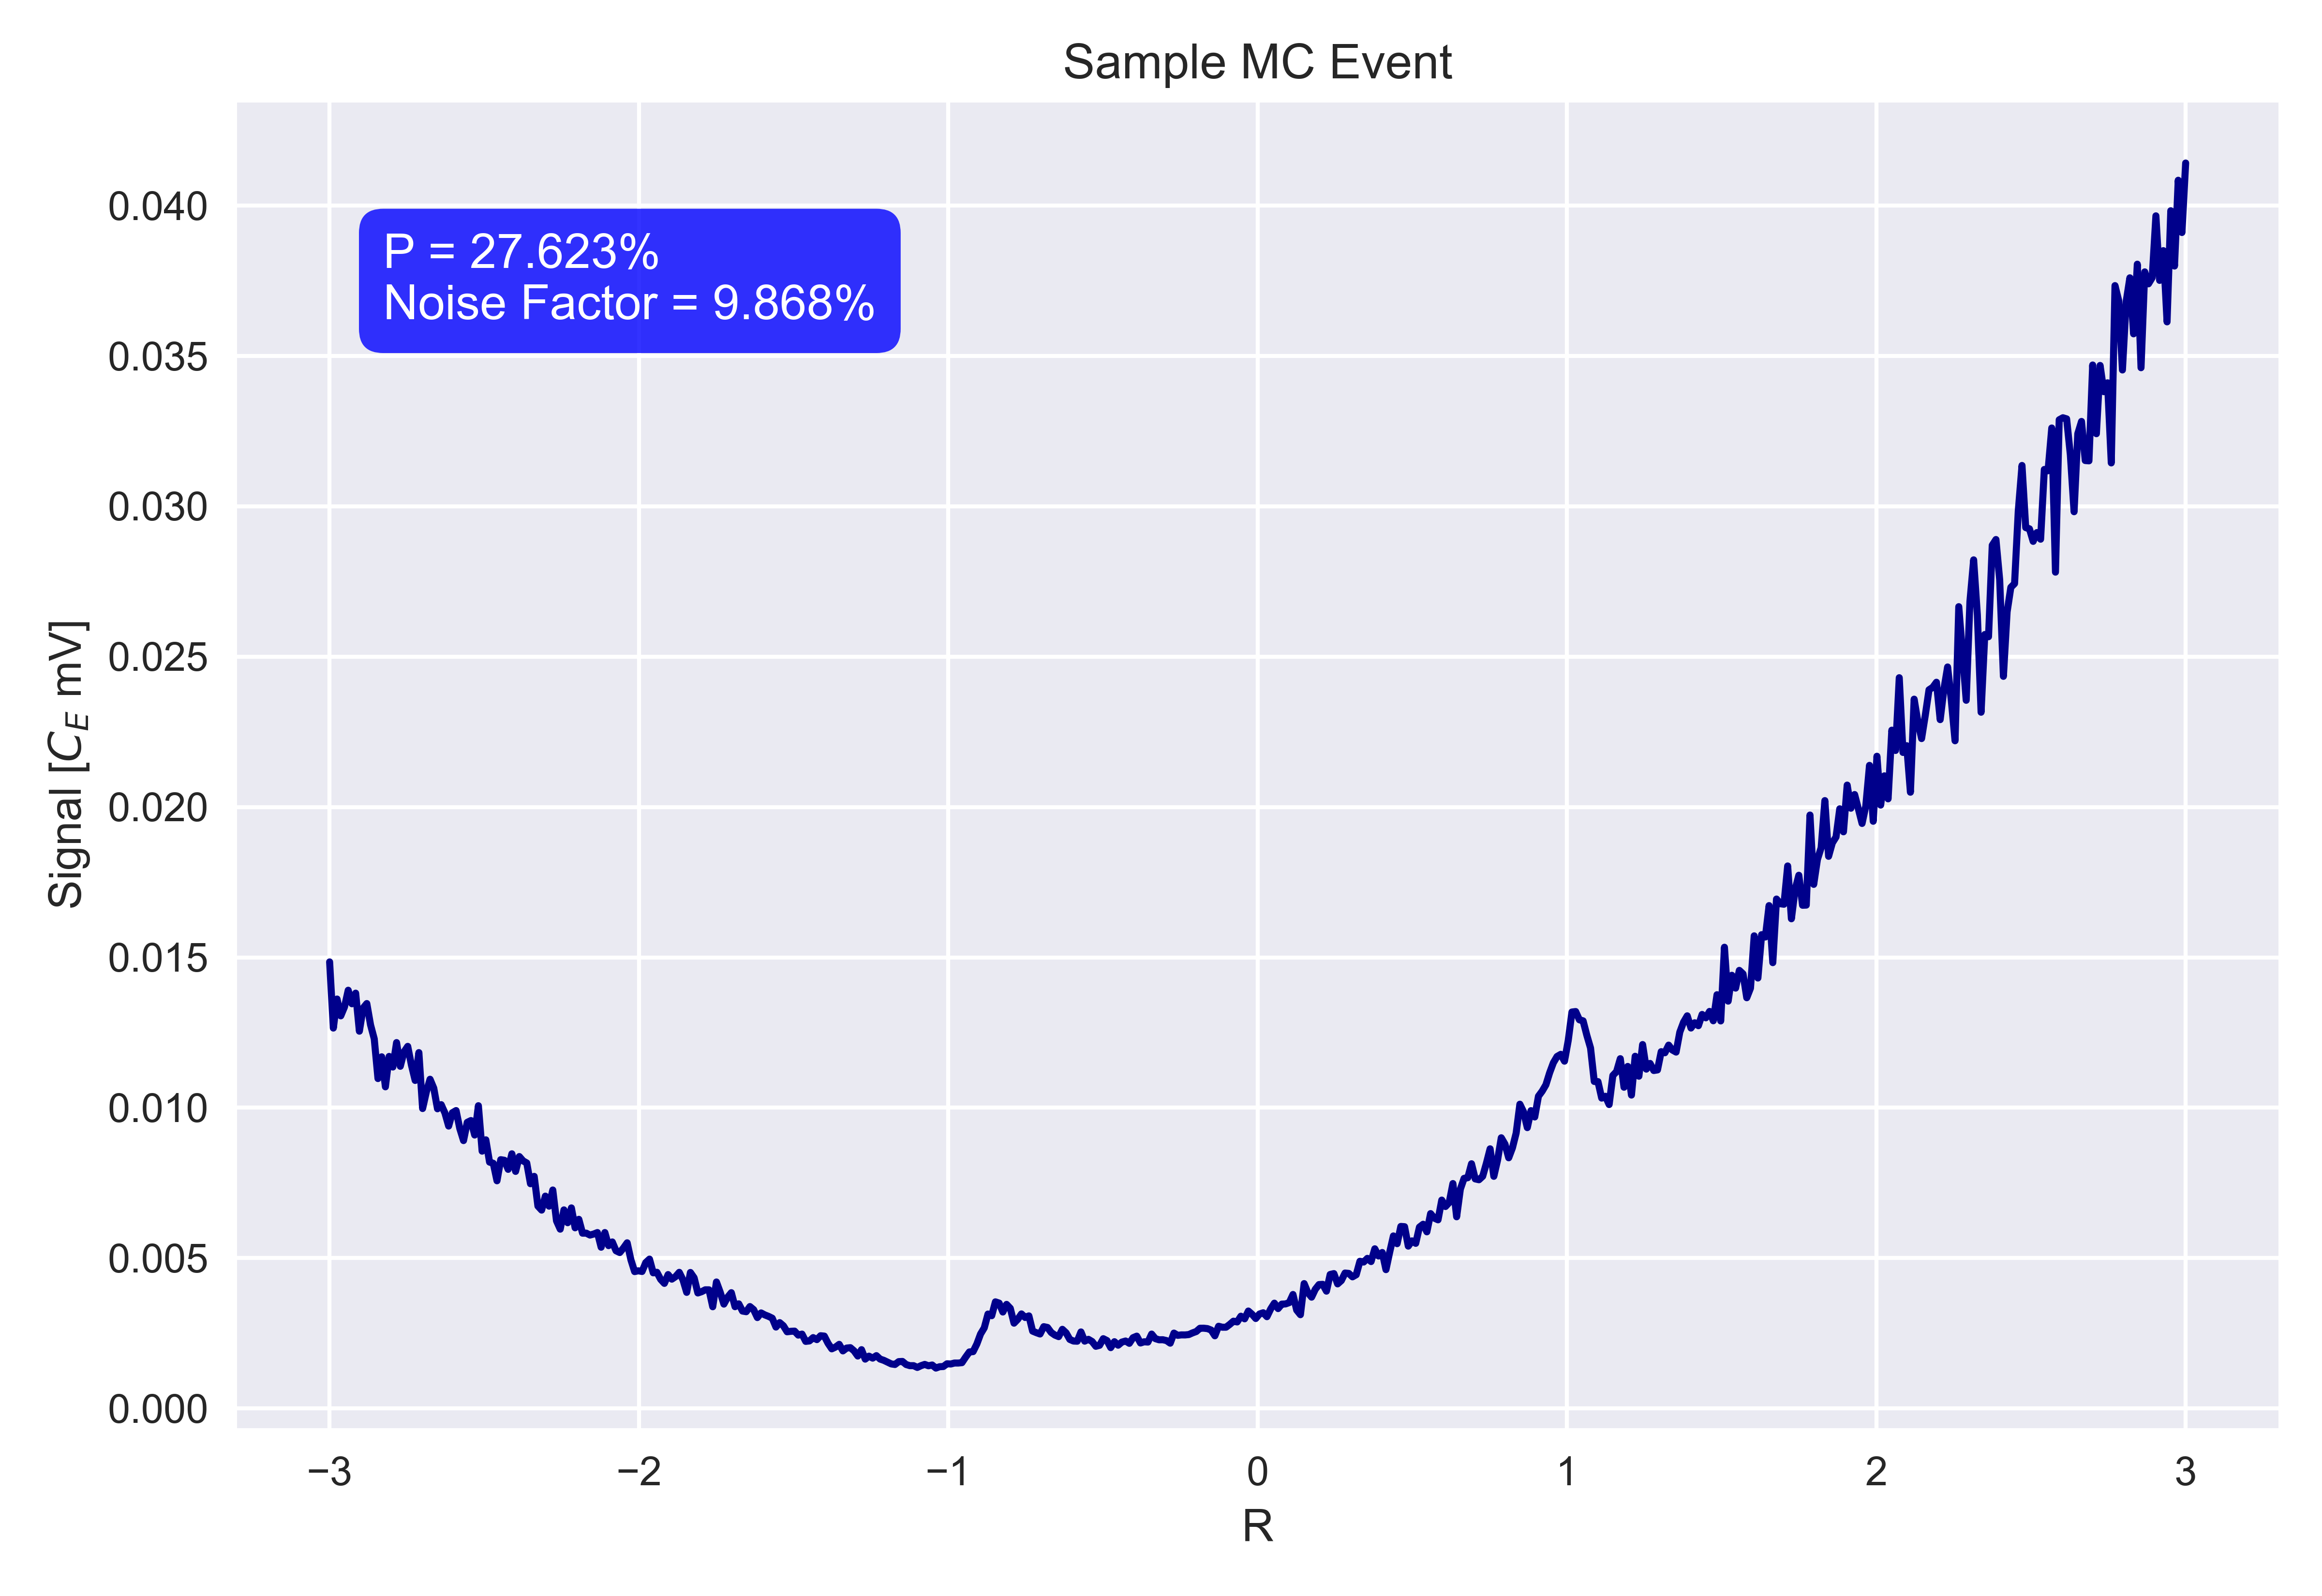 Sample MC Event
P = 27.623%
Noise Factor = 9.868%
Signal [C_E mV]
0.040
0.035
0.030
0.025
0.020
0.015
0.010
0.005
0.000
−3 −2 −1 0 1 2 3
R